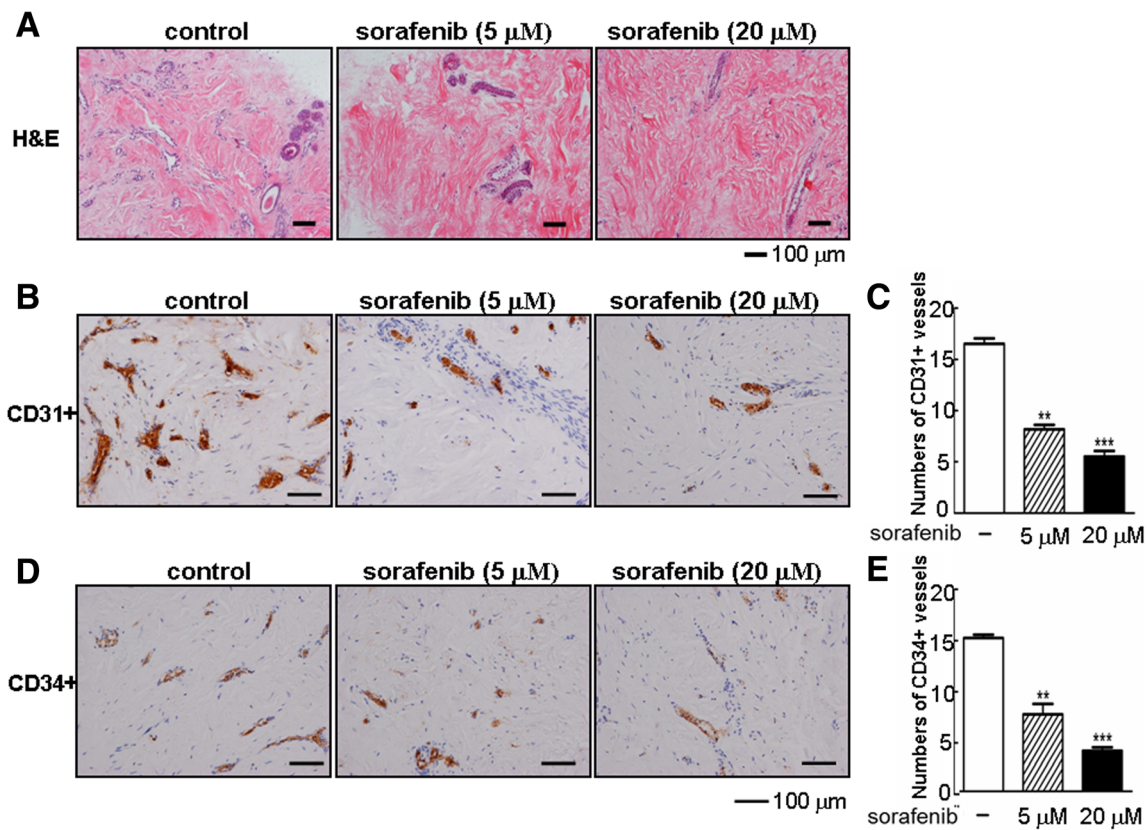 A
control
sorafenib (5 μM)
sorafenib (20 μM)
H&E
100 μm
B
control
sorafenib (5 μM)
sorafenib (20 μM)
CD31+
C
Numbers of CD31+ vessels
20
15
10
5
0
**
***
sorafenib – 5 μM 20 μM
D
control
sorafenib (5 μM)
sorafenib (20 μM)
CD34+
100 μm
E
Numbers of CD34+ vessels
20
15
10
5
0
**
***
sorafenib – 5 μM 20 μM